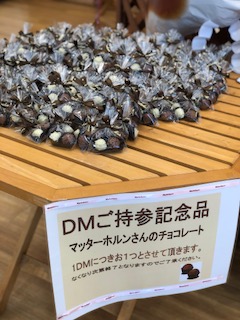 DMご持参記念品
マッターホルンさんのチョコレート
1DMにつきお1つとさせて頂きます。
なくなり次第終了となりますのでご了承ください。